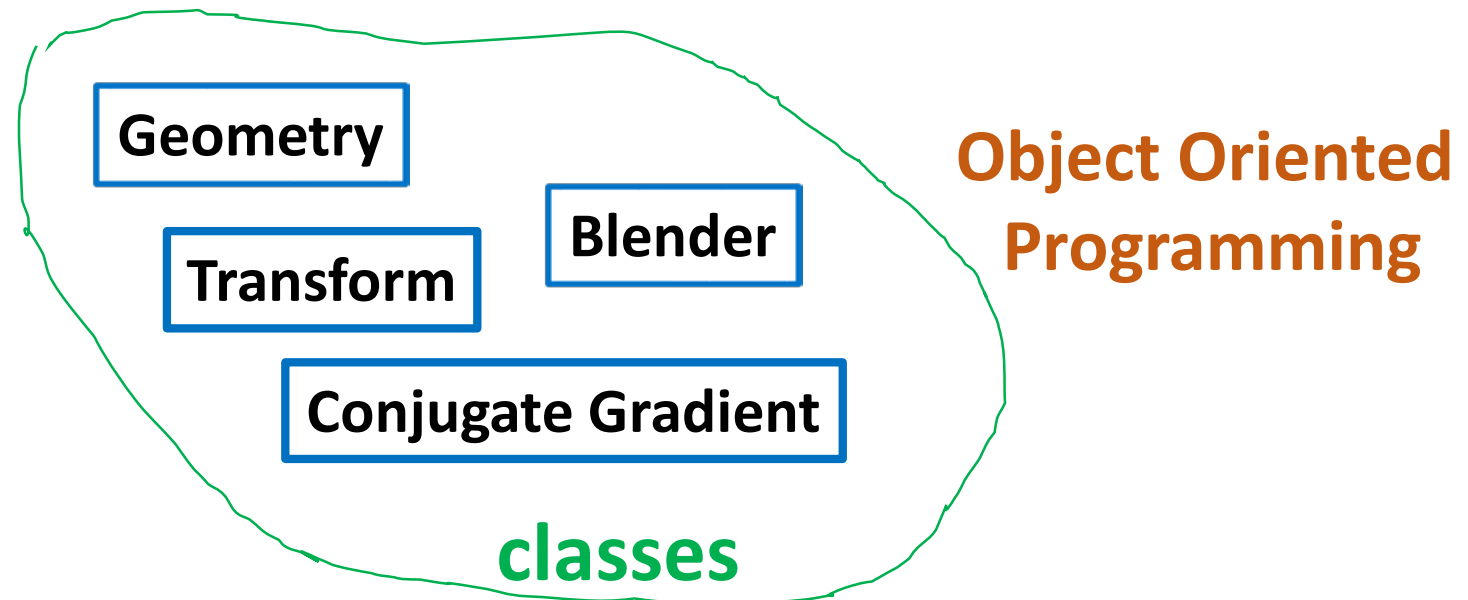 Geometry
Object Oriented
Programming
Blender
Transform
Conjugate Gradient
classes